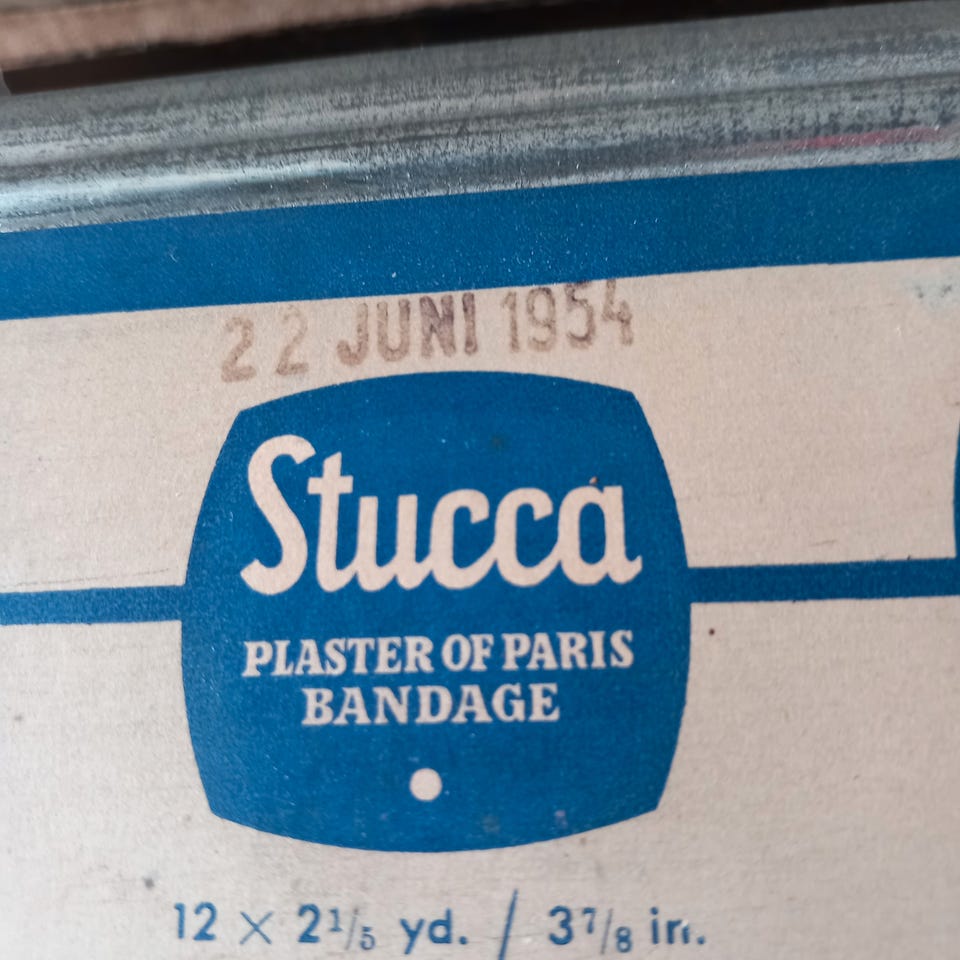 22 JUNI 1954
Stucca
PLASTER OF PARIS
BANDAGE
12 × 2 1/5 yd. / 3 7/8 in.